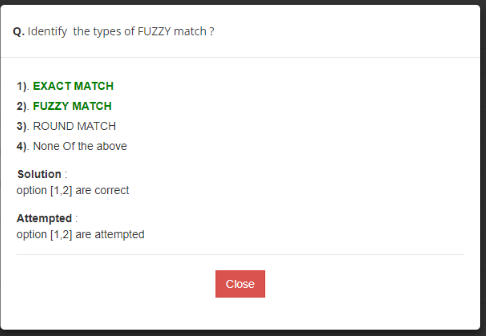 Q. Identify the types of FUZZY match ?
1). EXACT MATCH
2). FUZZY MATCH
3). ROUND MATCH
4). None Of the above
Solution :
option [1,2] are correct
Attempted :
option [1,2] are attempted
Close